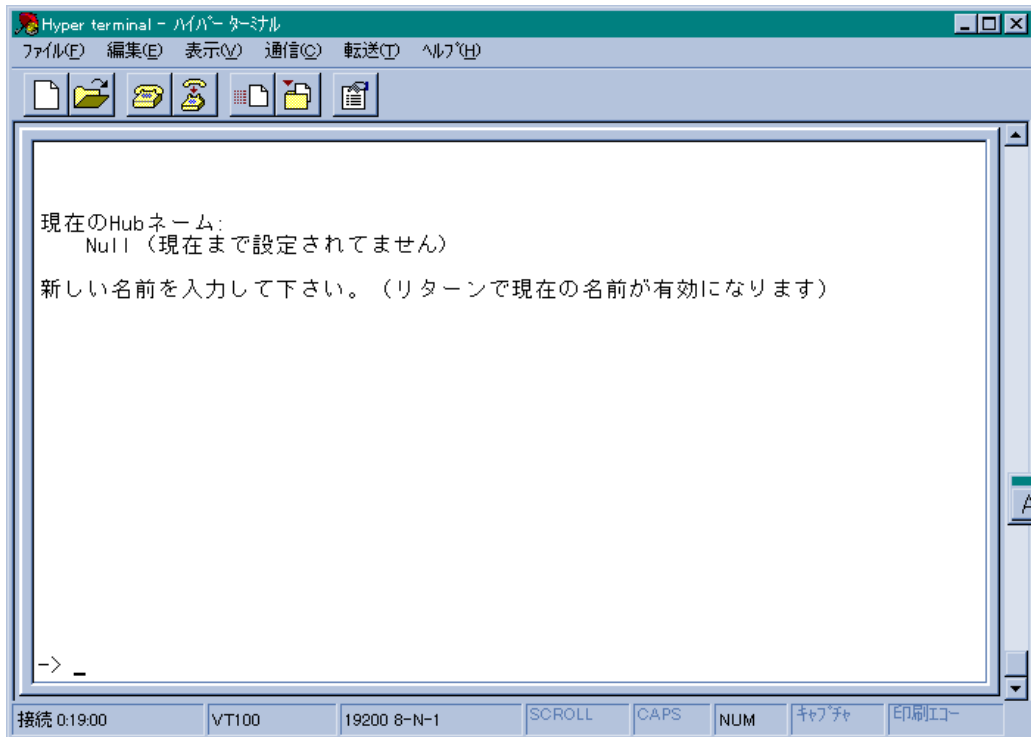 Hyper terminal - ﾊｲﾊﾟｰ ﾀｰﾐﾅﾙ
ﾌｧｲﾙ(F) 編集(E) 表示(V) 通信(C) 転送(T) ﾍﾙﾌﾟ(H)
現在のHubネーム:
Null (現在まで設定されてません)
新しい名前を入力して下さい。(リターンで現在の名前が有効になります)
A
-> _
接続 0:19:00 VT100 19200 8-N-1 SCROLL CAPS NUM ｷｬﾌﾟﾁｬ 印刷ｴｺｰ